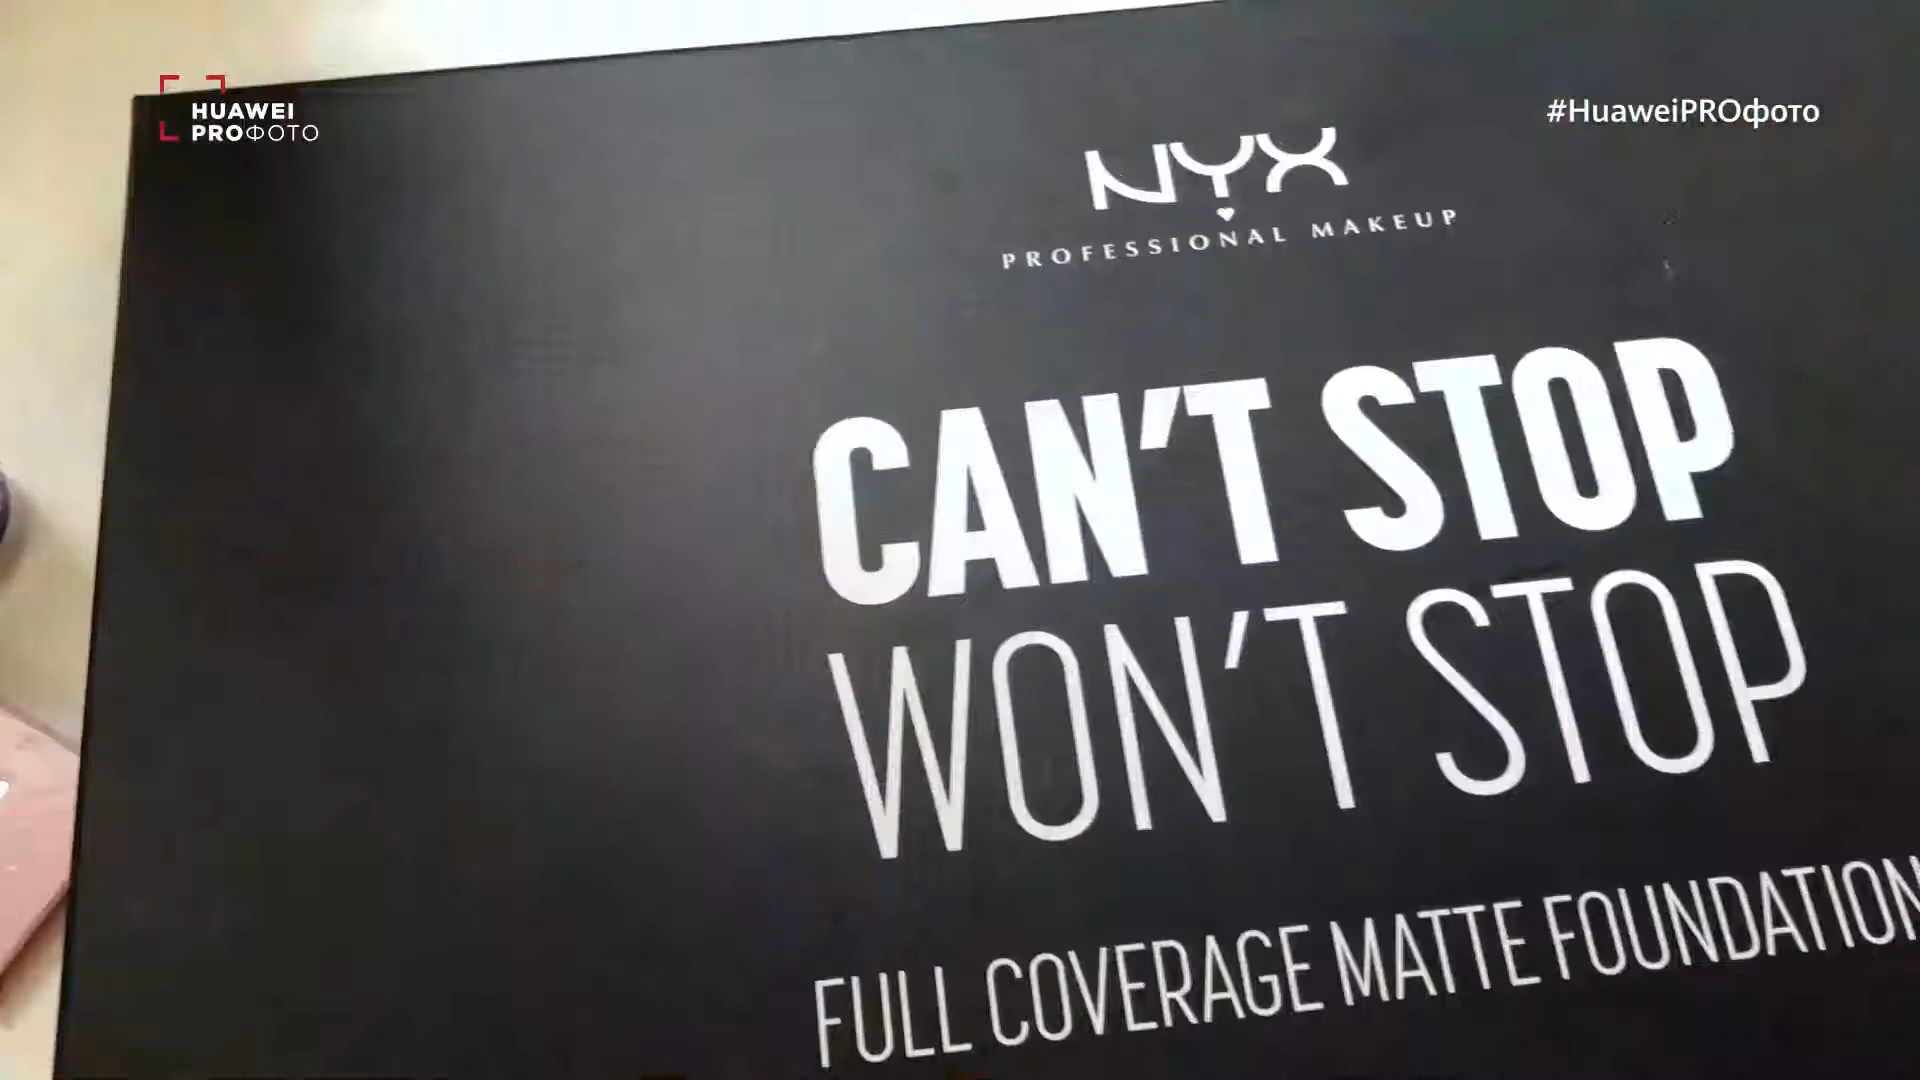 HUAWEI
PROФОТО
#HuaweiPROфото
NYX
PROFESSIONAL MAKEUP
CAN'T STOP
WON'T STOP
FULL COVERAGE MATTE FOUNDATION